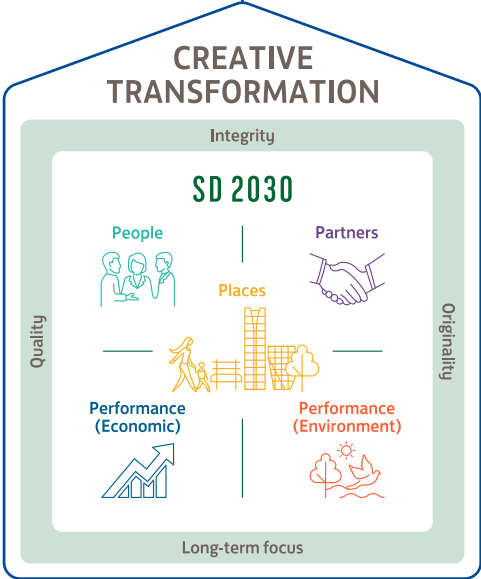 CREATIVE
TRANSFORMATION
Integrity
SD 2030
People
Partners
Places
Quality
Originality
Performance
(Economic)
Performance
(Environment)
Long-term focus